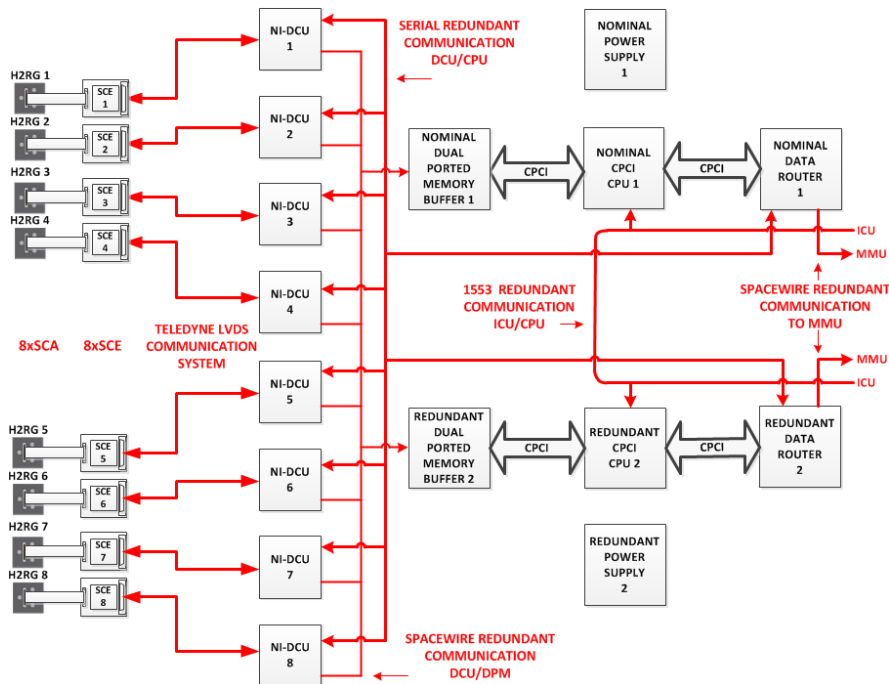 NI-DCU
1
SERIAL REDUNDANT
COMMUNICATION
DCU/CPU
NOMINAL
POWER
SUPPLY
1
H2RG 1
SCE
1
H2RG 2
SCE
2
NI-DCU
2
NOMINAL
DUAL
PORTED
MEMORY
BUFFER 1
CPCI
NOMINAL
CPCI
CPU 1
CPCI
NOMINAL
DATA
ROUTER
1
H2RG 3
SCE
3
H2RG 4
SCE
4
NI-DCU
3
ICU
MMU
NI-DCU
4
1553 REDUNDANT
COMMUNICATION
ICU/CPU
SPACEWIRE REDUNDANT
COMMUNICATION
TO MMU
8xSCA
8xSCE
TELEDYNE LVDS
COMMUNICATION
SYSTEM
MMU
ICU
NI-DCU
5
H2RG 5
SCE
5
H2RG 6
SCE
6
NI-DCU
6
REDUNDANT
DUAL
PORTED
MEMORY
BUFFER 2
CPCI
REDUNDANT
CPCI
CPU 2
CPCI
REDUNDANT
DATA
ROUTER
2
H2RG 7
SCE
7
H2RG 8
SCE
8
NI-DCU
7
REDUNDANT
POWER
SUPPLY
2
NI-DCU
8
SPACEWIRE REDUNDANT
COMMUNICATION
DCU/DPM